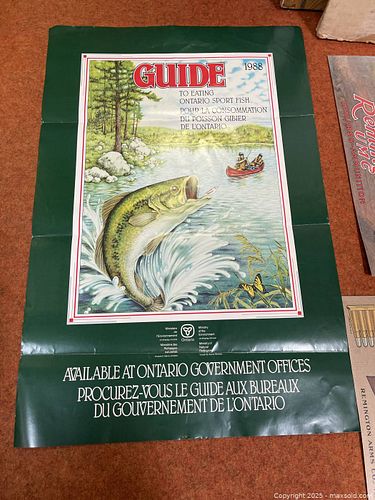 GUIDE
1988
TO EATING
ONTARIO SPORT FISH
POUR LA CONSOMMATION
DU POISSON GIBIER
DE L'ONTARIO
Ontario
AVAILABLE AT ONTARIO GOVERNMENT OFFICES
PROCUREZ-VOUS LE GUIDE AUX BUREAUX
DU GOUVERNEMENT DE L'ONTARIO
REMINGTON ARMS
Copyright 2025 - maxsold.com